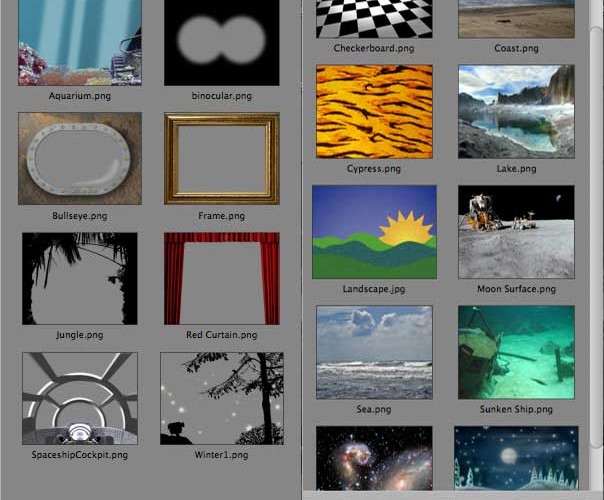 Aquarium.png
binocular.png
Bullseye.png
Frame.png
Jungle.png
Red Curtain.png
SpaceshipCockpit.png
Winter1.png
Checkerboard.png
Coast.png
Cypress.png
Lake.png
Landscape.jpg
Moon Surface.png
Sea.png
Sunken Ship.png